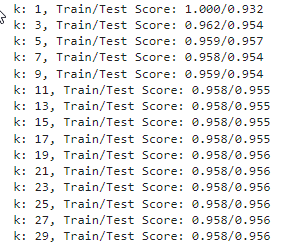 k: 1, Train/Test Score: 1.000/0.932
k: 3, Train/Test Score: 0.962/0.954
k: 5, Train/Test Score: 0.959/0.957
k: 7, Train/Test Score: 0.958/0.954
k: 9, Train/Test Score: 0.959/0.954
k: 11, Train/Test Score: 0.958/0.955
k: 13, Train/Test Score: 0.958/0.955
k: 15, Train/Test Score: 0.958/0.955
k: 17, Train/Test Score: 0.958/0.955
k: 19, Train/Test Score: 0.958/0.956
k: 21, Train/Test Score: 0.958/0.956
k: 23, Train/Test Score: 0.958/0.956
k: 25, Train/Test Score: 0.958/0.956
k: 27, Train/Test Score: 0.958/0.956
k: 29, Train/Test Score: 0.958/0.956